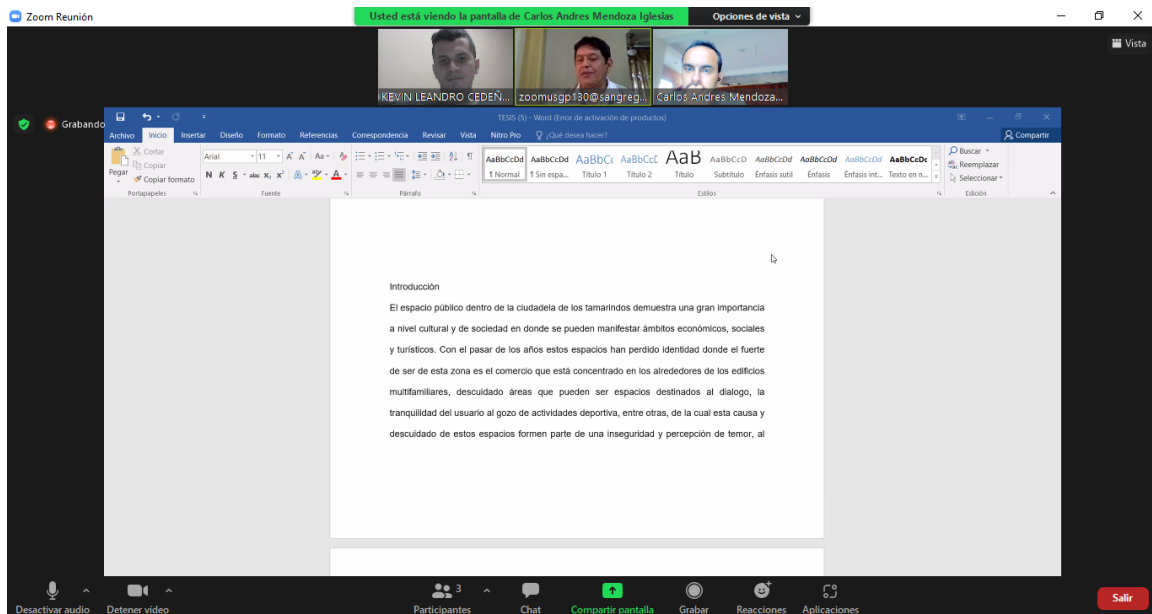 Zoom Reunión
Usted está viendo la pantalla de Carlos Andres Mendoza Iglesias
Opciones de vista
Vista
KEVIN LEANDRO CEDEÑ...
zoomusgp130@sangreg...
Carlos Andres Mendoza...
Grabando
TESIS (5) - Word (Error de activación de productos)
Archivo Inicio Insertar Diseño Formato Referencias Correspondencia Revisar Vista Nitro Pro ¿Qué desea hacer? Compartir
Pegar
Cortar
Copiar
Copiar formato
Portapapeles
Arial 11
N K S
Fuente
Párrafo
AaBbCcDd AaBbCcDd AaBbCc AaBbCcE AaB AaBbCcD AaBbCcDd AaBbCcDd AaBbCcDd AaBbCcDc
¶ Normal ¶ Sin espa... Título 1 Título 2 Título Subtítulo Énfasis sutil Énfasis Énfasis int... Texto en n...
Estilos
Buscar
Reemplazar
Seleccionar
Edición
Introducción
El espacio público dentro de la ciudadela de los tamarindos demuestra una gran importancia
a nivel cultural y de sociedad en donde se pueden manifestar ámbitos económicos, sociales
y turísticos. Con el pasar de los años estos espacios han perdido identidad donde el fuerte
de ser de esta zona es el comercio que está concentrado en los alrededores de los edificios
multifamiliares, descuidado áreas que pueden ser espacios destinados al dialogo, la
tranquilidad del usuario al gozo de actividades deportiva, entre otras, de la cual esta causa y
descuidado de estos espacios formen parte de una inseguridad y percepción de temor, al
Desactivar audio
Detener video
3
Participantes
Chat
Compartir pantalla
Grabar
Reacciones
Aplicaciones
Salir